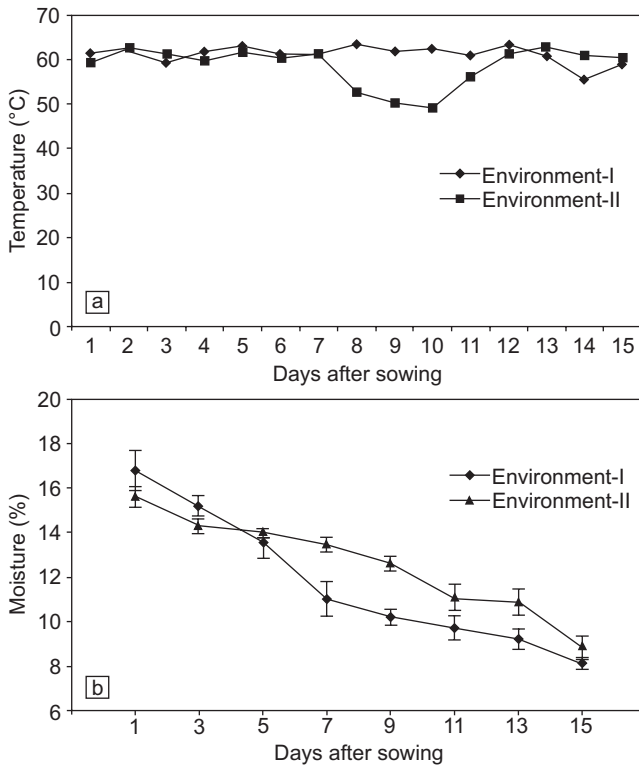 70
60
50
40
30
20
10
0
Temperature (°C)
Environment-I
Environment-II
a
1 2 3 4 5 6 7 8 9 10 11 12 13 14 15
Days after sowing
20
18
16
14
12
10
8
6
Moisture (%)
Environment-I
Environment-II
b
1 3 5 7 9 11 13 15
Days after sowing